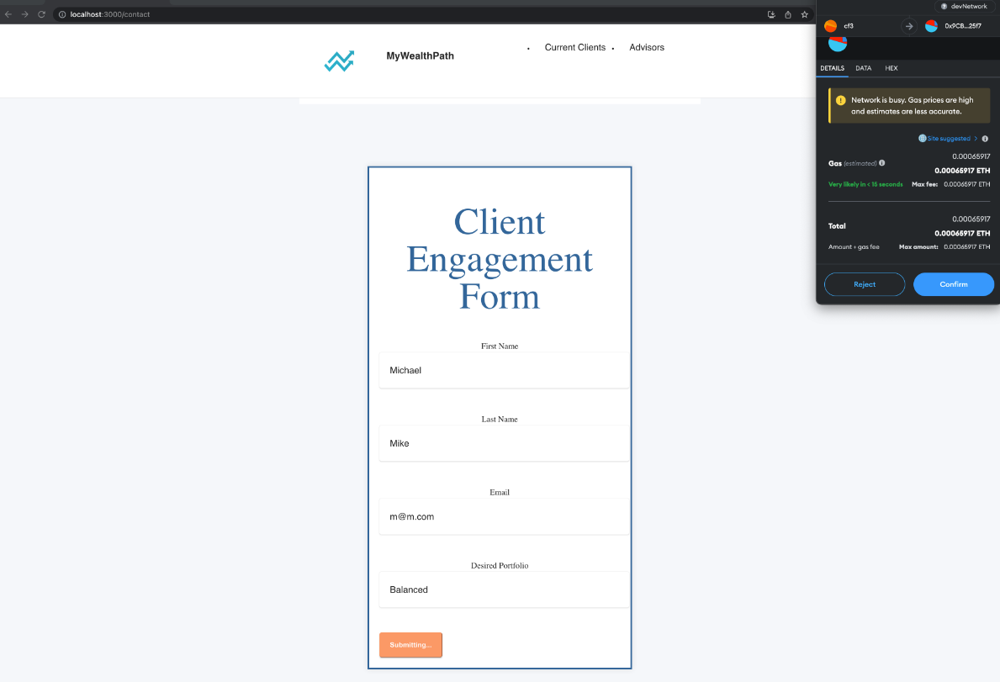 localhost:3000/contact
devNetwork
cf3
0x9CB...25f7
MyWealthPath
Current Clients
Advisors
DETAILS
DATA
HEX
Network is busy. Gas prices are high
and estimates are less accurate.
Site suggested >
0.00065917
Gas (estimated)
0.00065917 ETH
Very likely in < 15 seconds
Max fee: 0.00065917 ETH
0.00065917
Total
0.00065917 ETH
Amount + gas fee
Max amount: 0.00065917 ETH
Reject
Confirm
Client
Engagement
Form
First Name
Michael
Last Name
Mike
Email
m@m.com
Desired Portfolio
Balanced
Submitting...